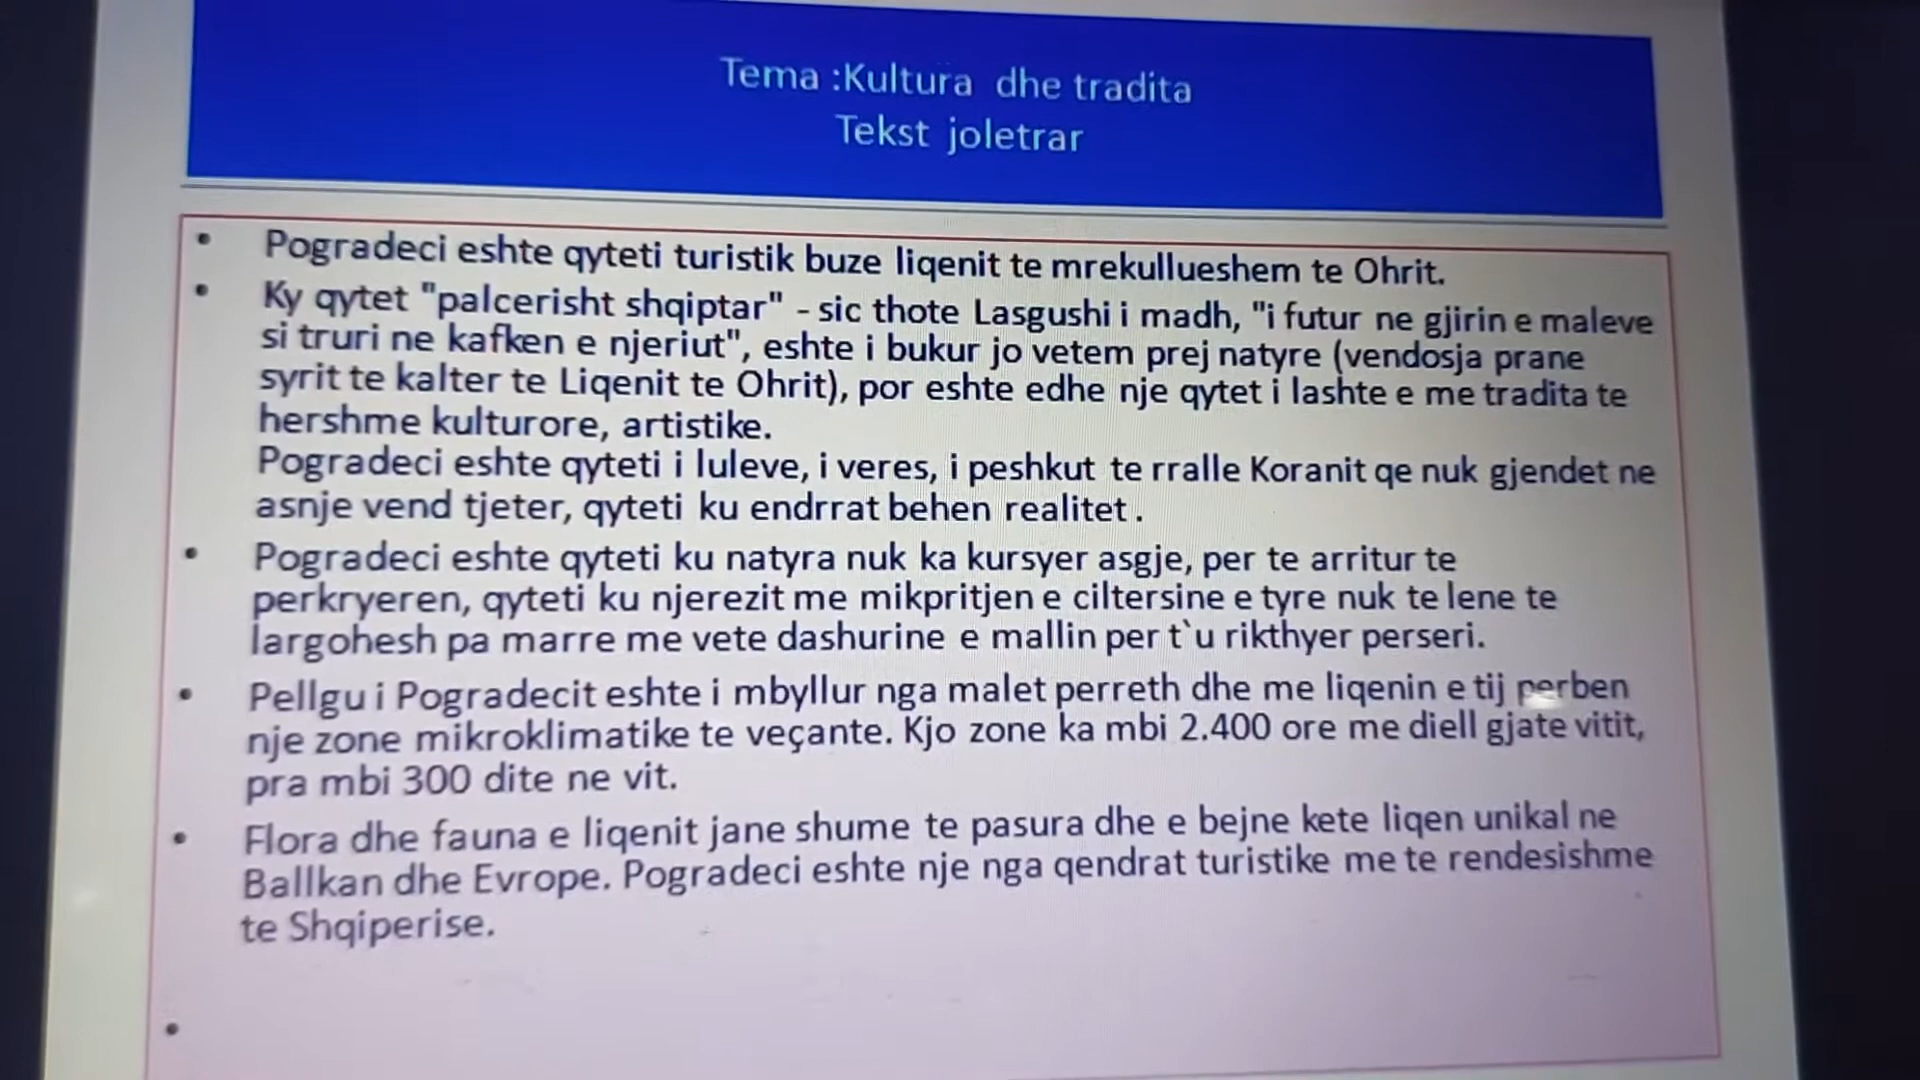 Tema :Kultura dhe tradita
Tekst joletrar
• Pogradeci eshte qyteti turistik buze liqenit te mrekullueshem te Ohrit.
• Ky qytet "palcerisht shqiptar" - sic thote Lasgushi i madh, "i futur ne gjirin e maleve
si truri ne kafken e njeriut", eshte i bukur jo vetem prej natyre (vendosja prane
syrit te kalter te Liqenit te Ohrit), por eshte edhe nje qytet i lashte e me tradita te
hershme kulturore, artistike.
Pogradeci eshte qyteti i luleve, i veres, i peshkut te rralle Koranit qe nuk gjendet ne
asnje vend tjeter, qyteti ku endrrat behen realitet .
• Pogradeci eshte qyteti ku natyra nuk ka kursyer asgje, per te arritur te
perkryeren, qyteti ku njerezit me mikpritjen e ciltersine e tyre nuk te lene te
largohesh pa marre me vete dashurine e mallin per t`u rikthyer perseri.
• Pellgu i Pogradecit eshte i mbyllur nga malet perreth dhe me liqenin e tij perben
nje zone mikroklimatike te veçante. Kjo zone ka mbi 2.400 ore me diell gjate vitit,
pra mbi 300 dite ne vit.
• Flora dhe fauna e liqenit jane shume te pasura dhe e bejne kete liqen unikal ne
Ballkan dhe Evrope. Pogradeci eshte nje nga qendrat turistike me te rendesishme
te Shqiperise.
•